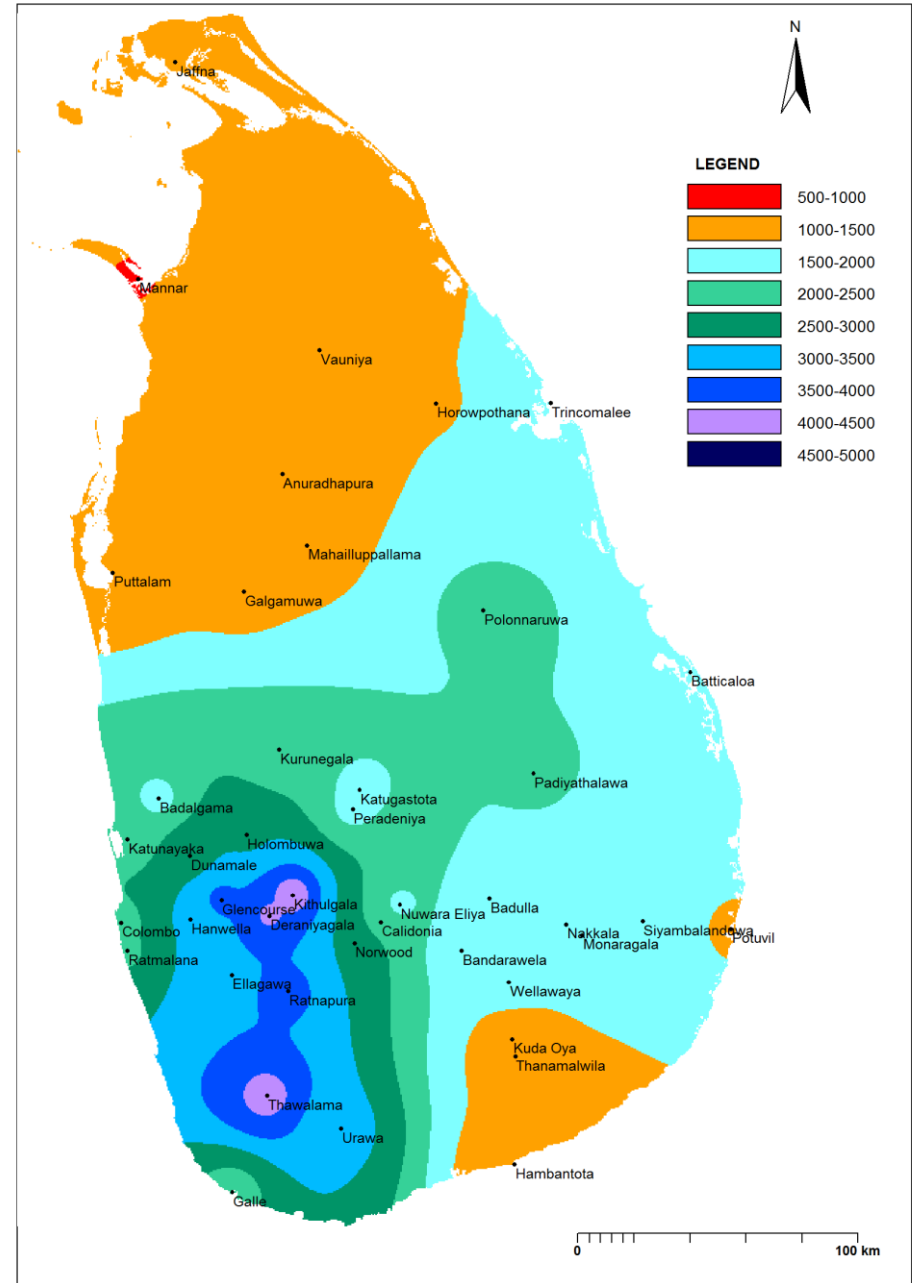 N
Jaffna
LEGEND
500-1000
1000-1500
1500-2000
2000-2500
2500-3000
3000-3500
3500-4000
4000-4500
4500-5000
Mannar
Vauniya
Horowpothana
Trincomalee
Anuradhapura
Mahailluppallama
Puttalam
Galgamuwa
Polonnaruwa
Batticaloa
Kurunegala
Padiyathalawa
Katugastota
Badalgama
Peradeniya
Katunayaka
Holombuwa
Dunamale
Kithulgala
Glencourse
Nuwara Eliya
Badulla
Deraniyagala
Colombo
Hanwella
Calidonia
Siyambalanduwa
Nakkala
Potuvil
Monaragala
Ratmalana
Norwood
Bandarawela
Ellagawa
Wellawaya
Ratnapura
Kuda Oya
Thanamalwila
Thawalama
Urawa
Hambantota
Galle
0
100 km